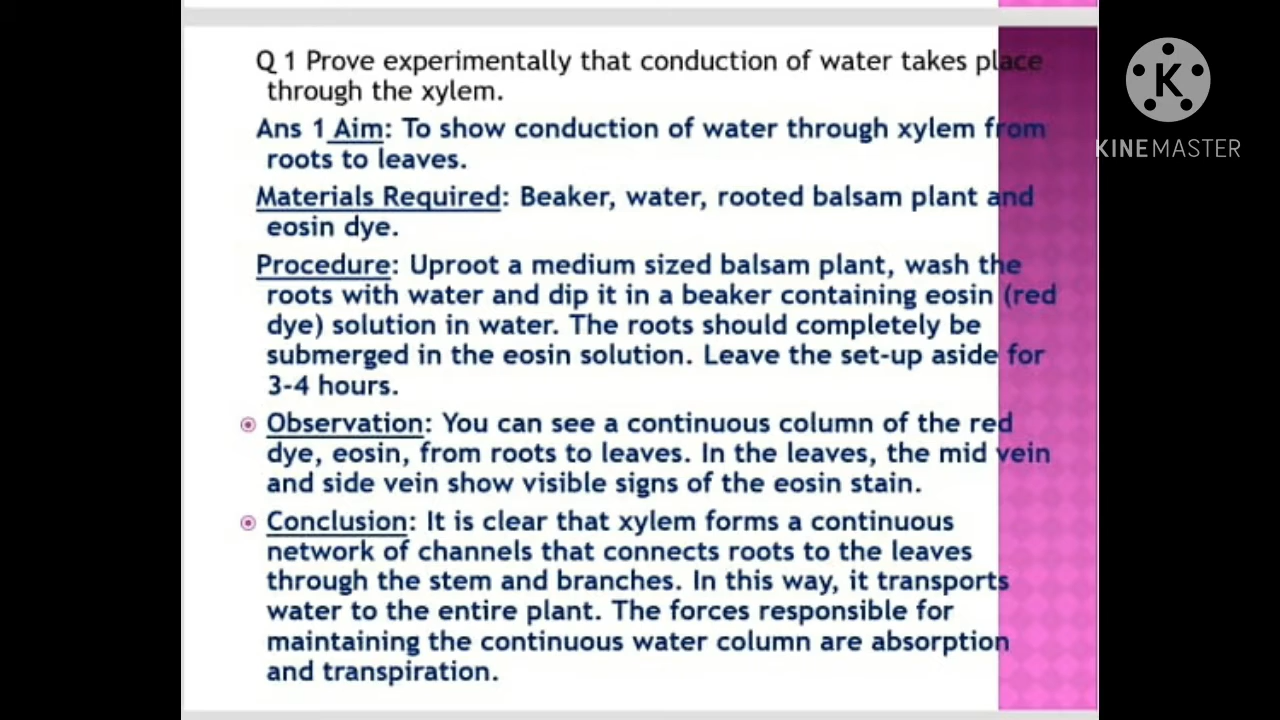 Q 1 Prove experimentally that conduction of water takes place
through the xylem.
Ans 1 Aim: To show conduction of water through xylem from
roots to leaves.
Materials Required: Beaker, water, rooted balsam plant and
eosin dye.
Procedure: Uproot a medium sized balsam plant, wash the
roots with water and dip it in a beaker containing eosin (red
dye) solution in water. The roots should completely be
submerged in the eosin solution. Leave the set-up aside for
3-4 hours.
Observation: You can see a continuous column of the red
dye, eosin, from roots to leaves. In the leaves, the mid vein
and side vein show visible signs of the eosin stain.
Conclusion: It is clear that xylem forms a continuous
network of channels that connects roots to the leaves
through the stem and branches. In this way, it transports
water to the entire plant. The forces responsible for
maintaining the continuous water column are absorption
and transpiration.
K
KINEMASTER